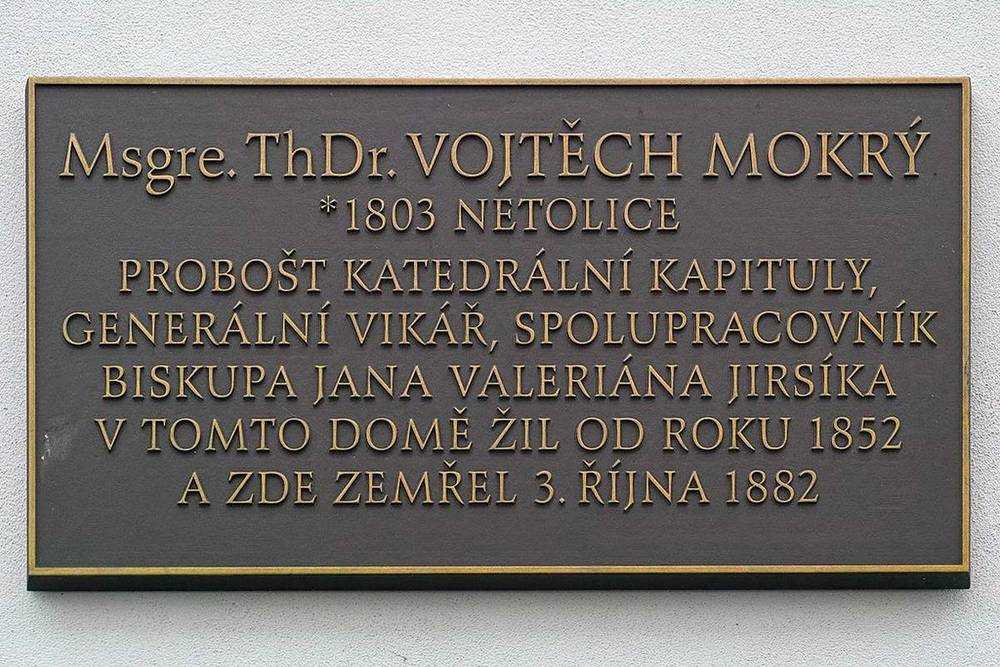 Msgre. ThDr. VOJTĚCH MOKRÝ
*1803 NETOLICE
PROBOŠT KATEDRÁLNÍ KAPITULY,
GENERÁLNÍ VIKÁŘ, SPOLUPRACOVNÍK
BISKUPA JANA VALERIÁNA JIRSÍKA
V TOMTO DOMĚ ŽIL OD ROKU 1852
A ZDE ZEMŘEL 3. ŘÍJNA 1882